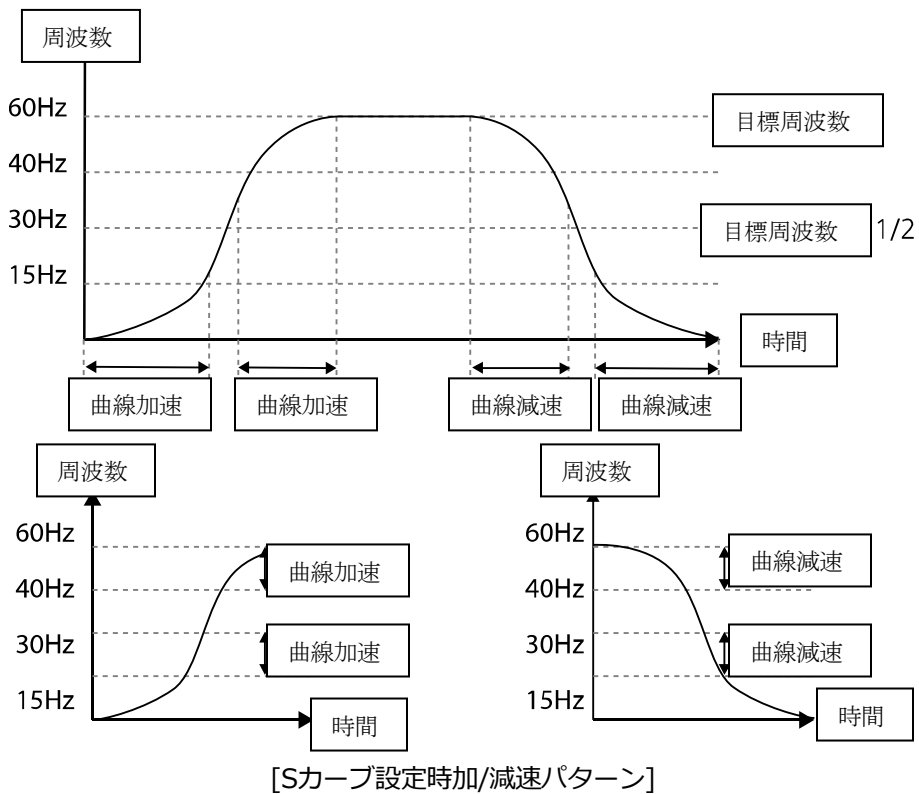 周波数
60Hz
目標周波数
40Hz
30Hz
目標周波数 1/2
15Hz
時間
曲線加速 曲線加速 曲線減速 曲線減速
周波数
60Hz
曲線加速
40Hz
30Hz
曲線加速
15Hz
時間
周波数
60Hz
曲線減速
40Hz
30Hz
曲線減速
15Hz
時間
[Sカーブ設定時加/減速パターン]